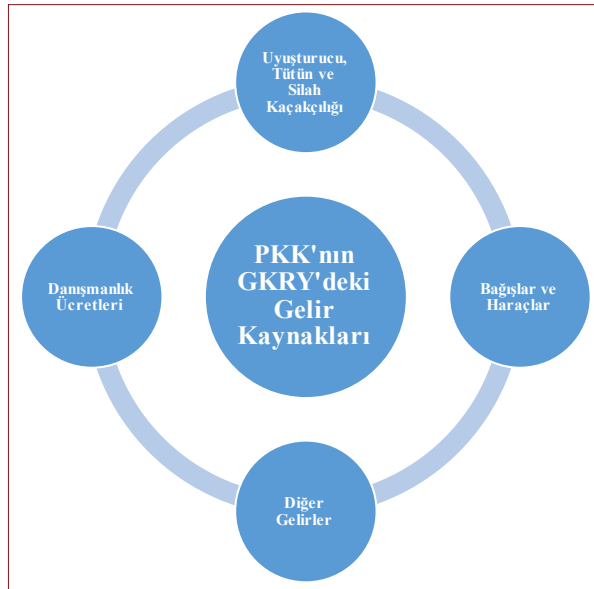 Uyuşturucu,
Tütün ve
Silah
Kaçakçılığı
PKK'nın
GKRY'deki
Gelir
Kaynakları
Danışmanlık
Ücretleri
Bağışlar ve
Haraçlar
Diğer
Gelirler